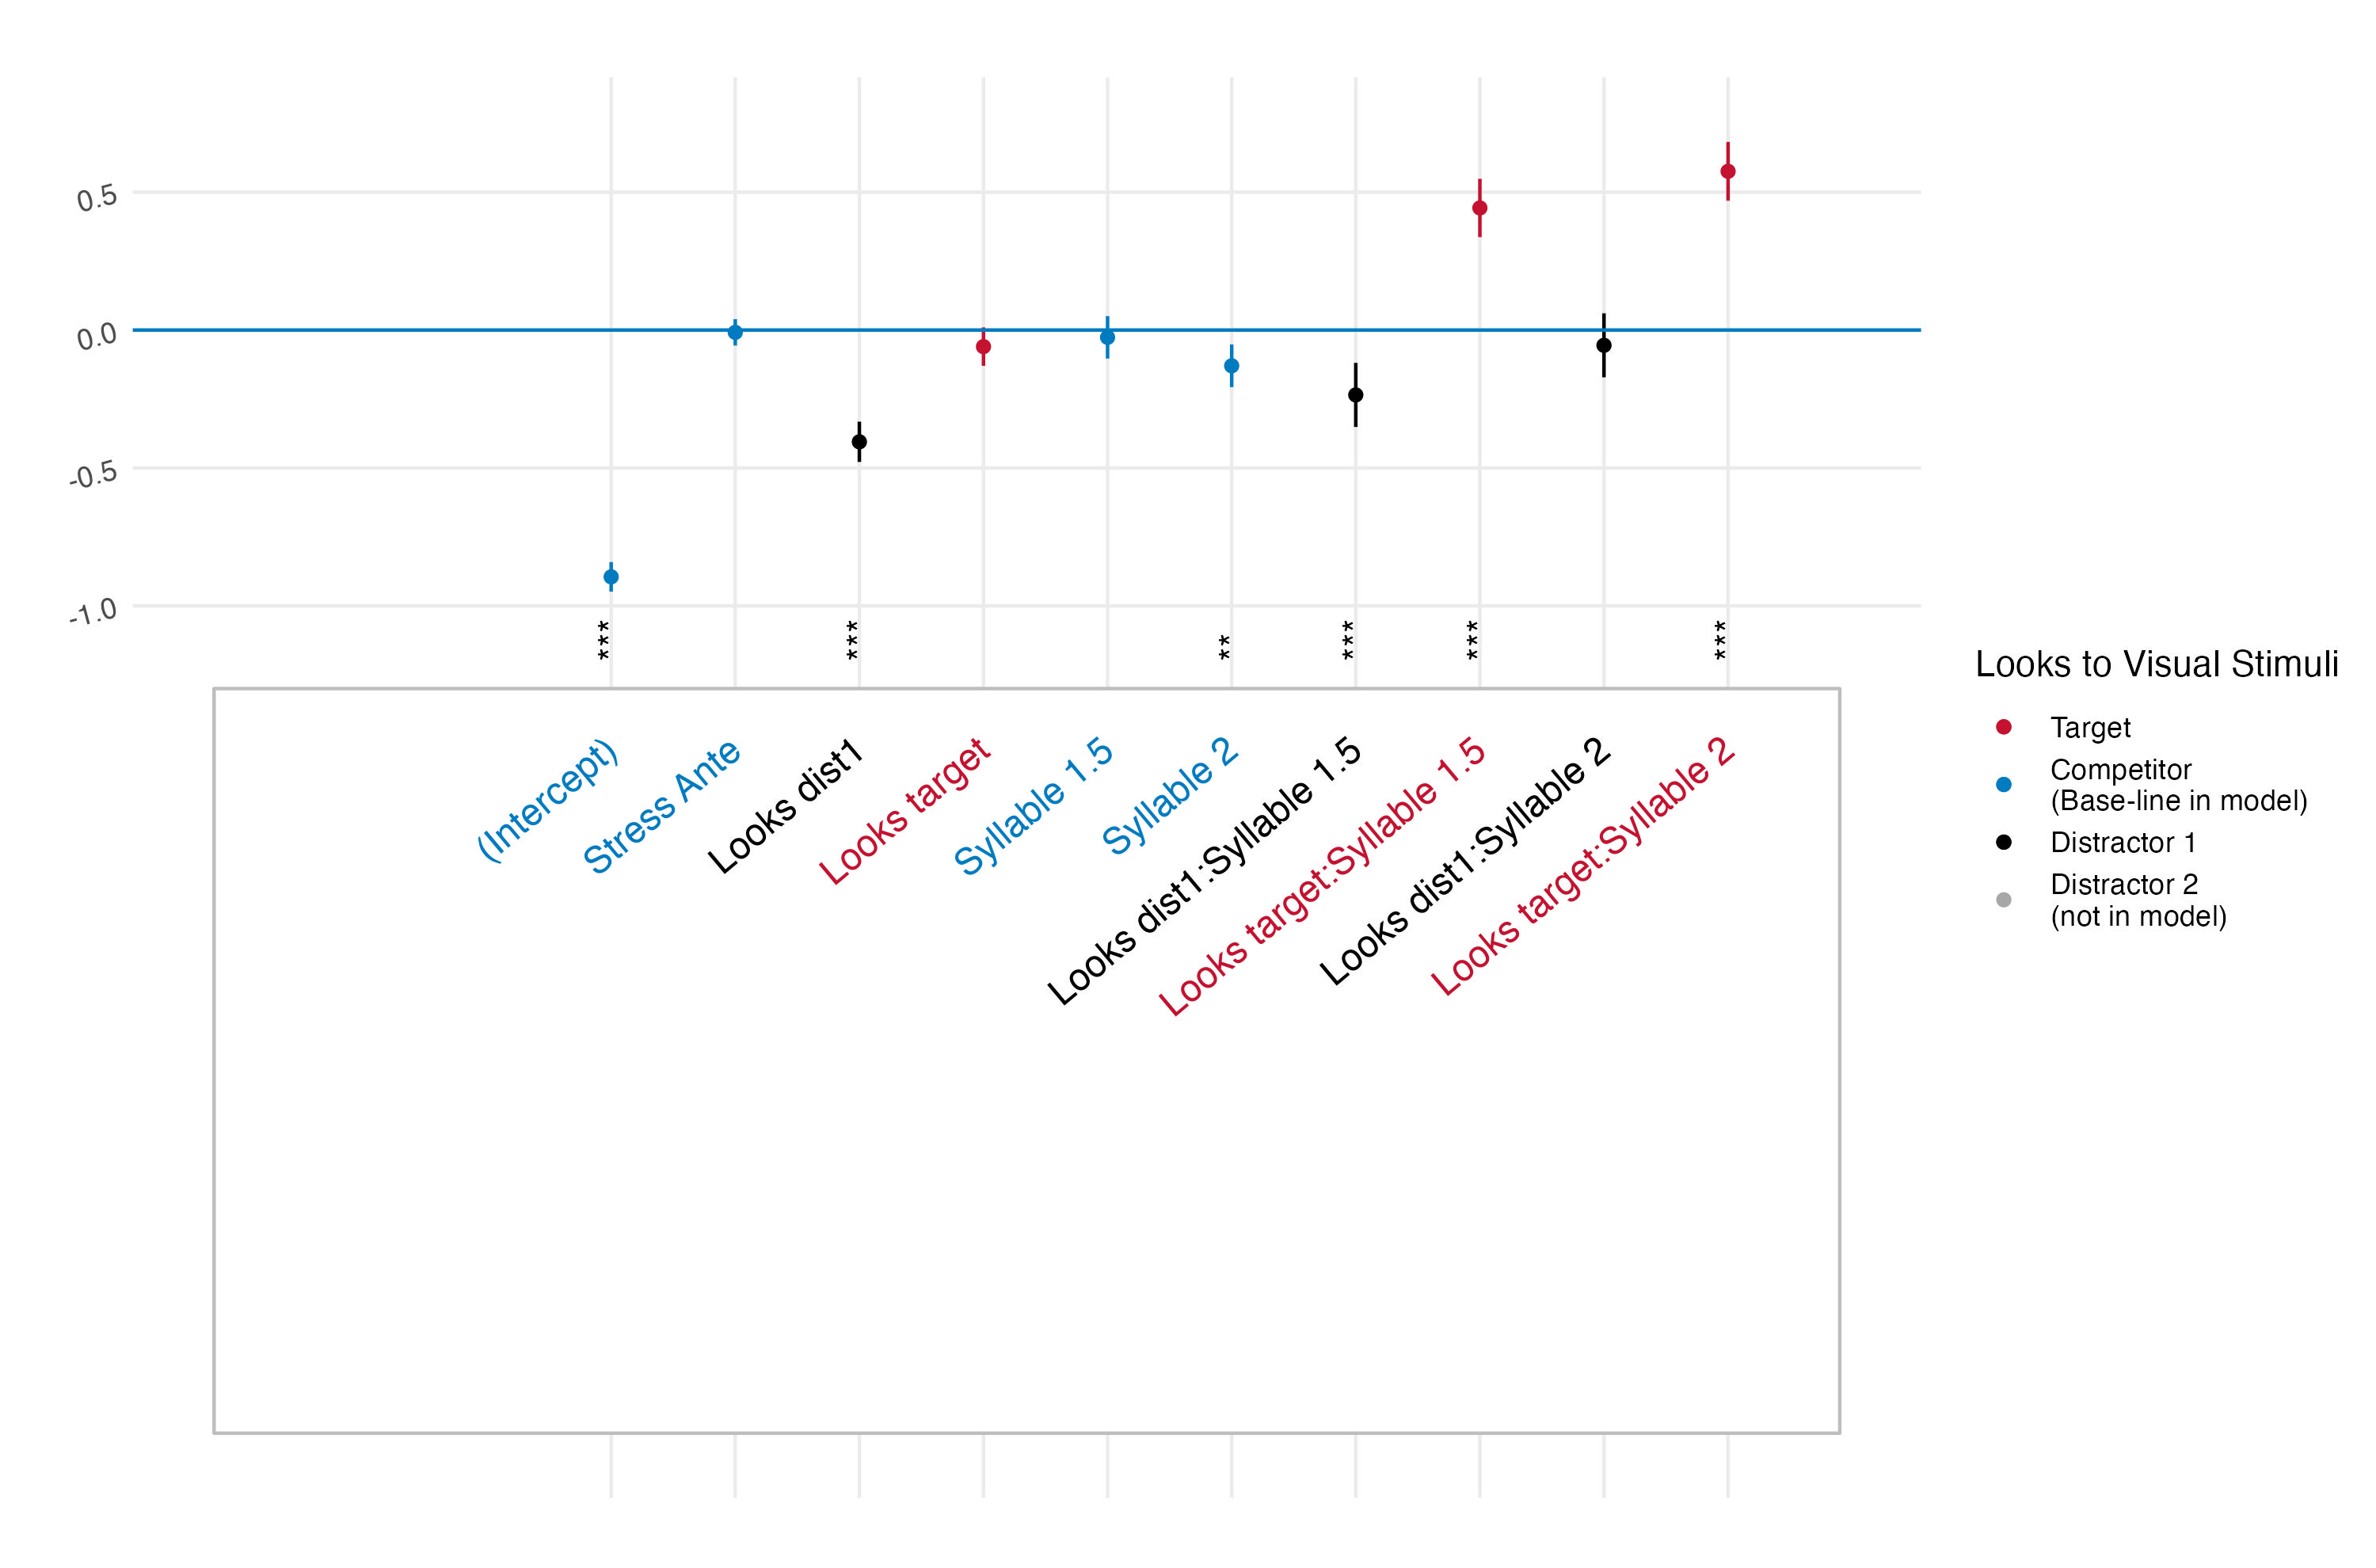 0.5
0.0
-0.5
-1.0
***
***
**
***
***
***
(Intercept)
Stress Ante
Looks dist1
Looks target
Syllable 1.5
Syllable 2
Looks dist1:Syllable 1.5
Looks target:Syllable 1.5
Looks dist1:Syllable 2
Looks target:Syllable 2
Looks to Visual Stimuli
Target
Competitor
(Base-line in model)
Distractor 1
Distractor 2
(not in model)